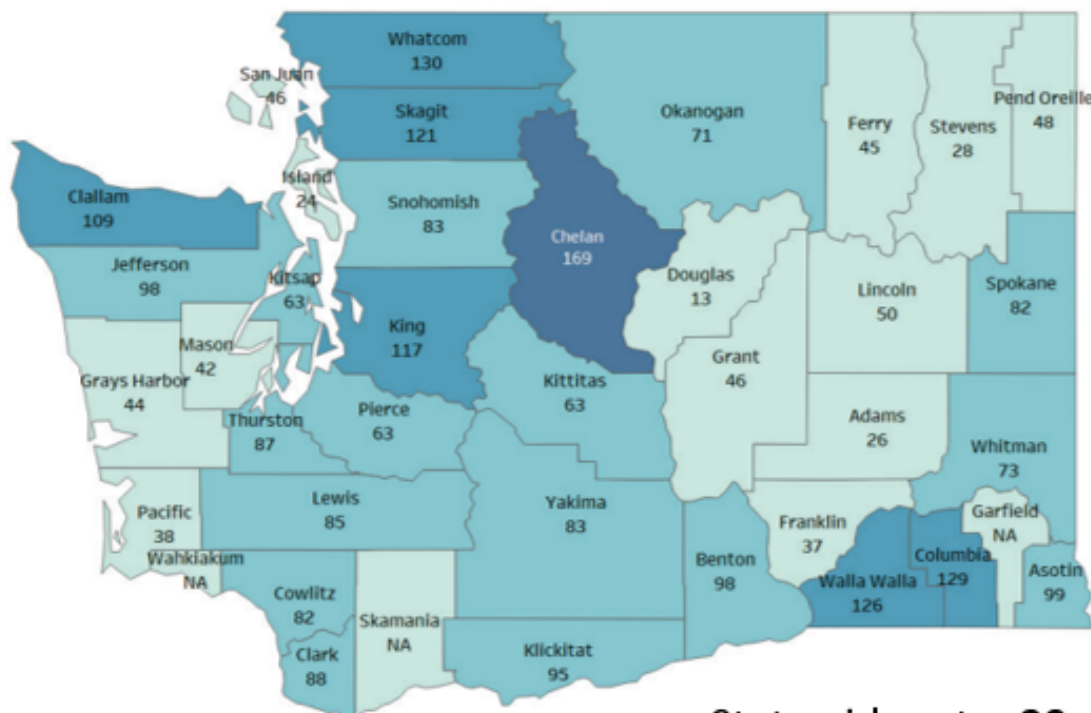 Whatcom
130
San Juan
46
Skagit
121
Okanogan
71
Ferry
45
Stevens
28
Pend Oreille
48
Island
24
Clallam
109
Snohomish
83
Chelan
169
Jefferson
98
Kitsap
63
Douglas
13
Lincoln
50
Spokane
82
King
117
Mason
42
Grays Harbor
44
Grant
46
Kittitas
63
Thurston
87
Pierce
63
Adams
26
Whitman
73
Lewis
85
Yakima
83
Pacific
38
Franklin
37
Garfield
NA
Wahkiakum
NA
Benton
98
Columbia
129
Walla Walla
126
Asotin
99
Cowlitz
82
Skamania
NA
Clark
88
Klickitat
95